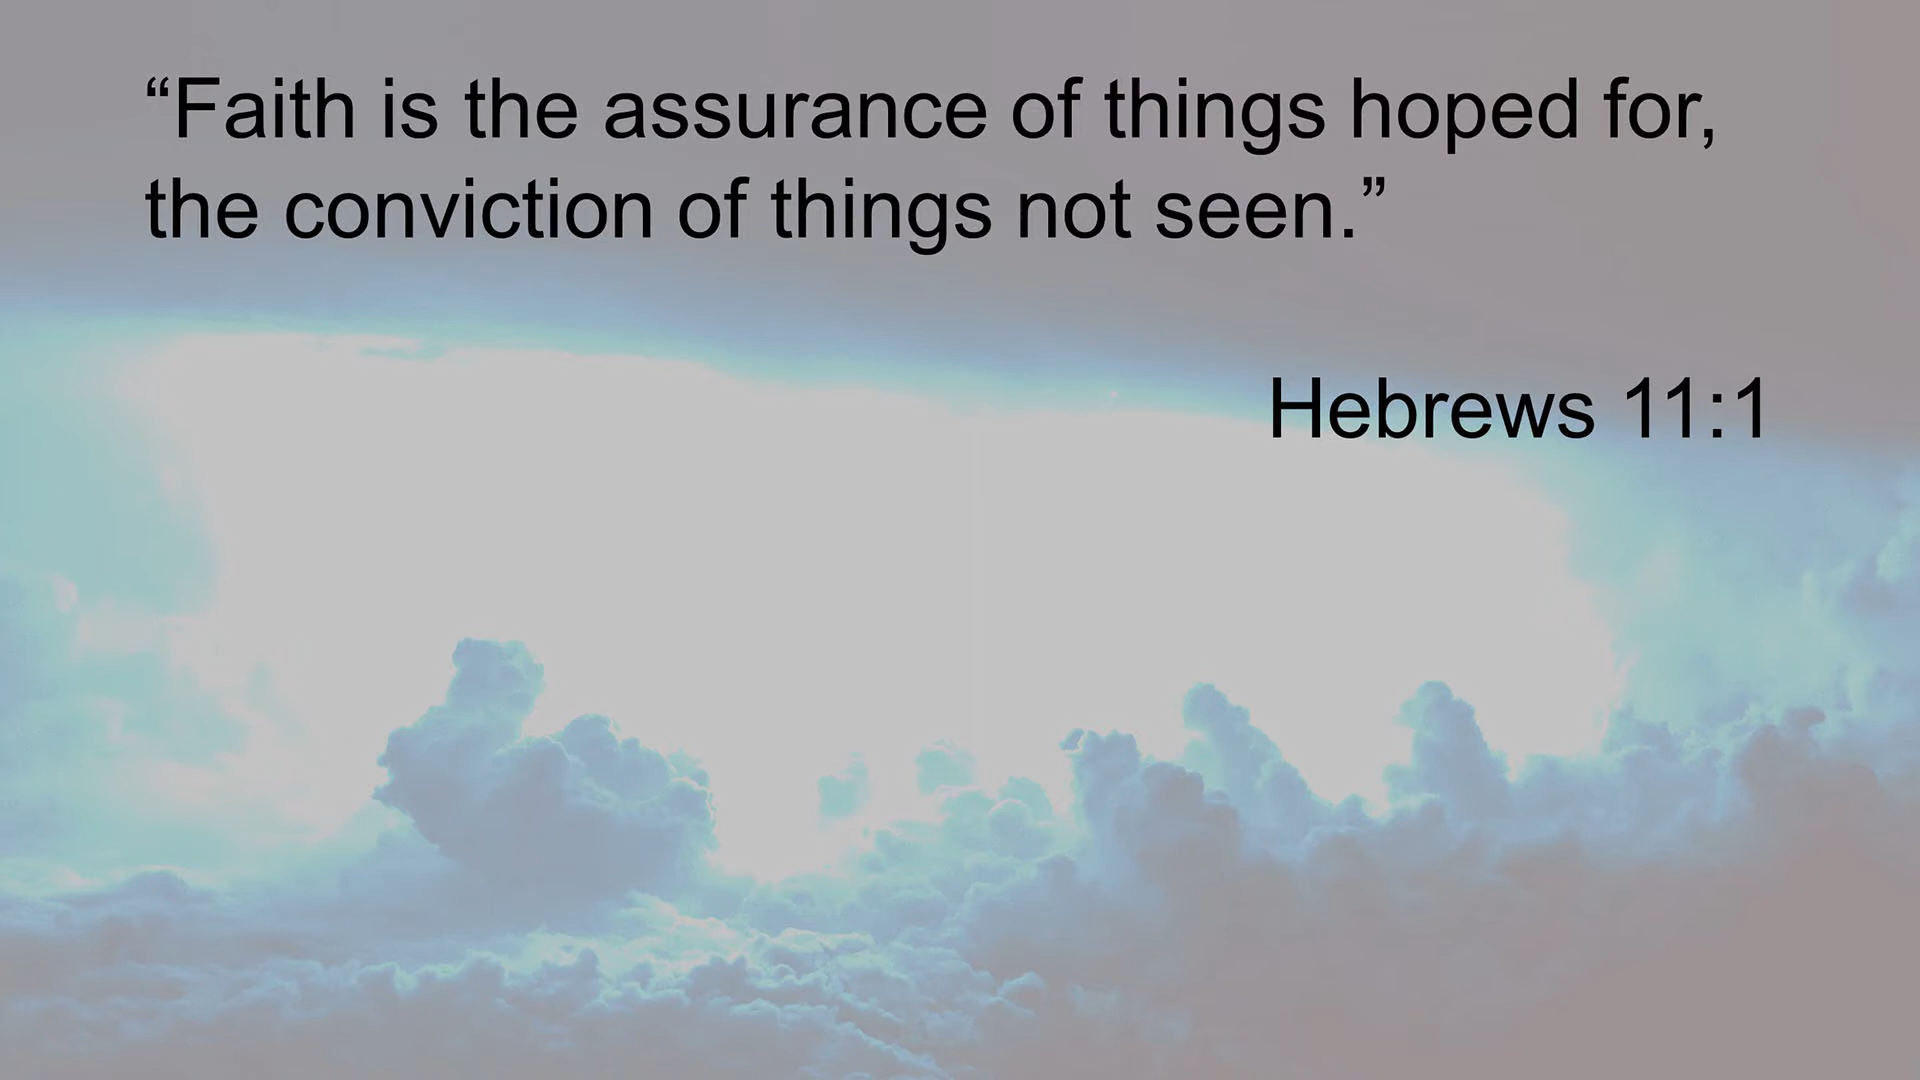 “Faith is the assurance of things hoped for,
the conviction of things not seen.”
Hebrews 11:1